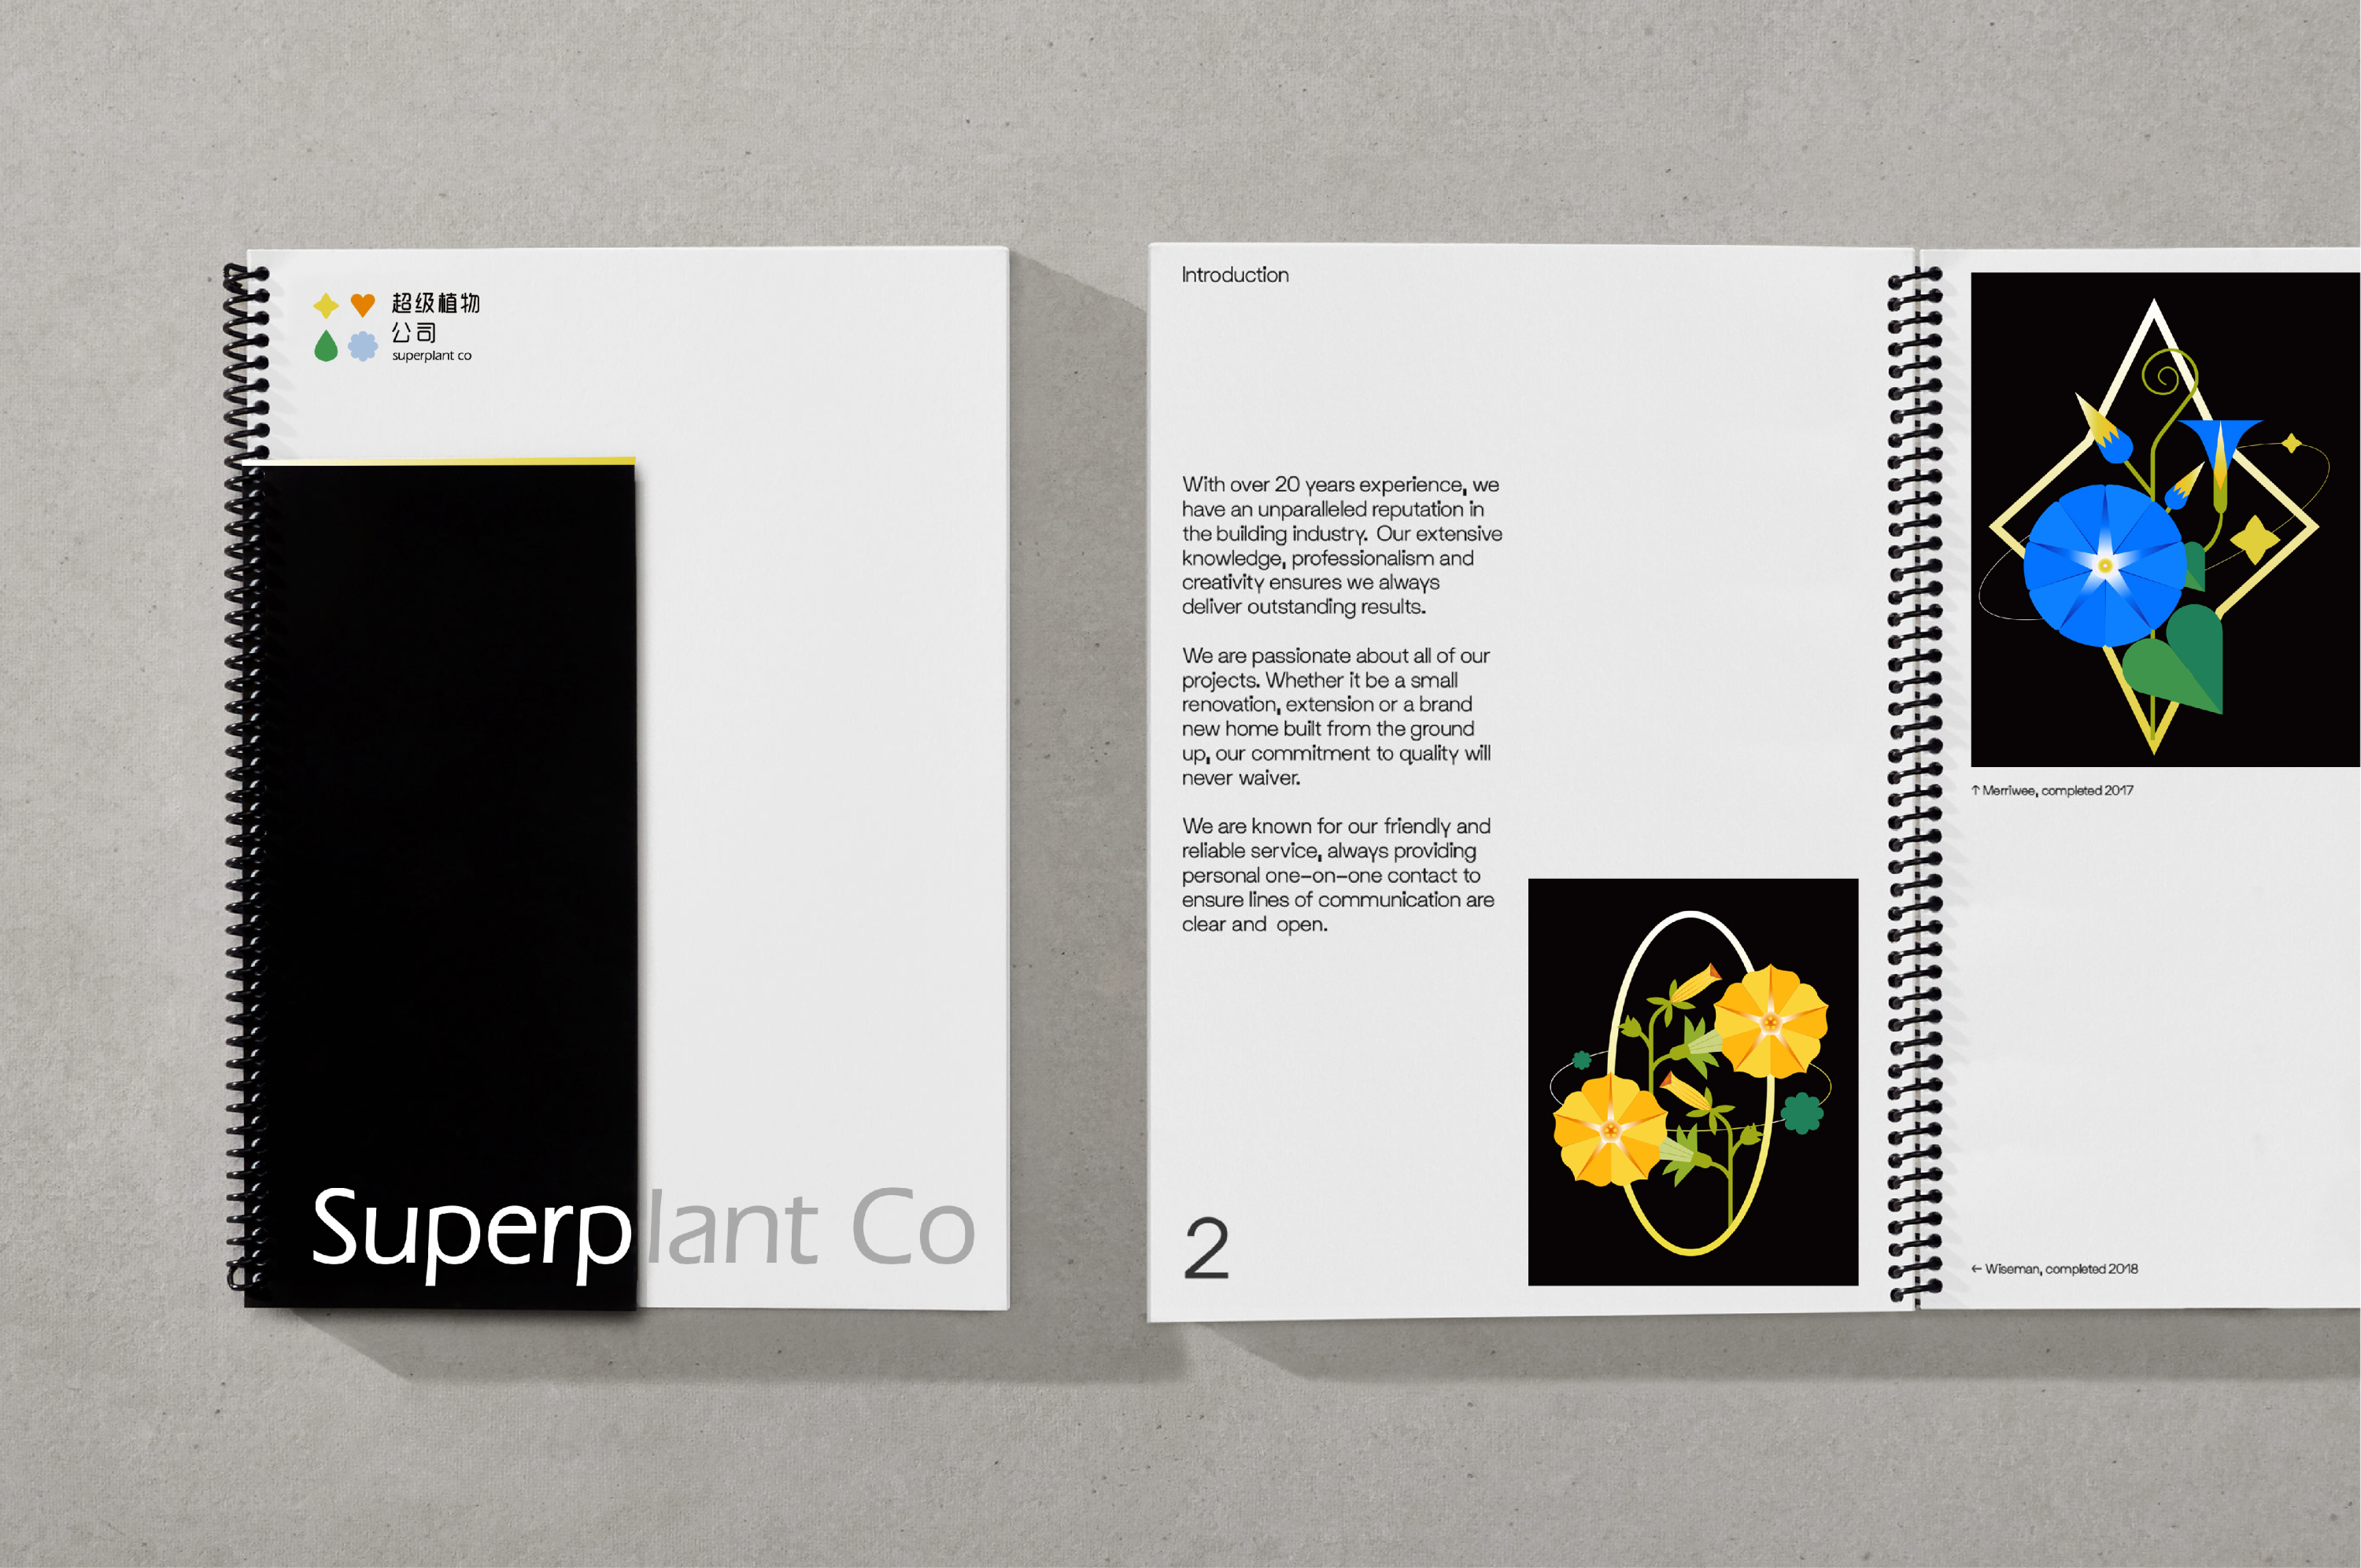 超级植物
公司
superplant co
Superplant Co
Introduction
With over 20 years experience, we
have an unparalleled reputation in
the building industry. Our extensive
knowledge, professionalism and
creativity ensures we always
deliver outstanding results.
We are passionate about all of our
projects. Whether it be a small
renovation, extension or a brand
new home built from the ground
up, our commitment to quality will
never waiver.
We are known for our friendly and
reliable service, always providing
personal one–on–one contact to
ensure lines of communication are
clear and open.
2
↑ Merriwee, completed 2017
← Wiseman, completed 2018